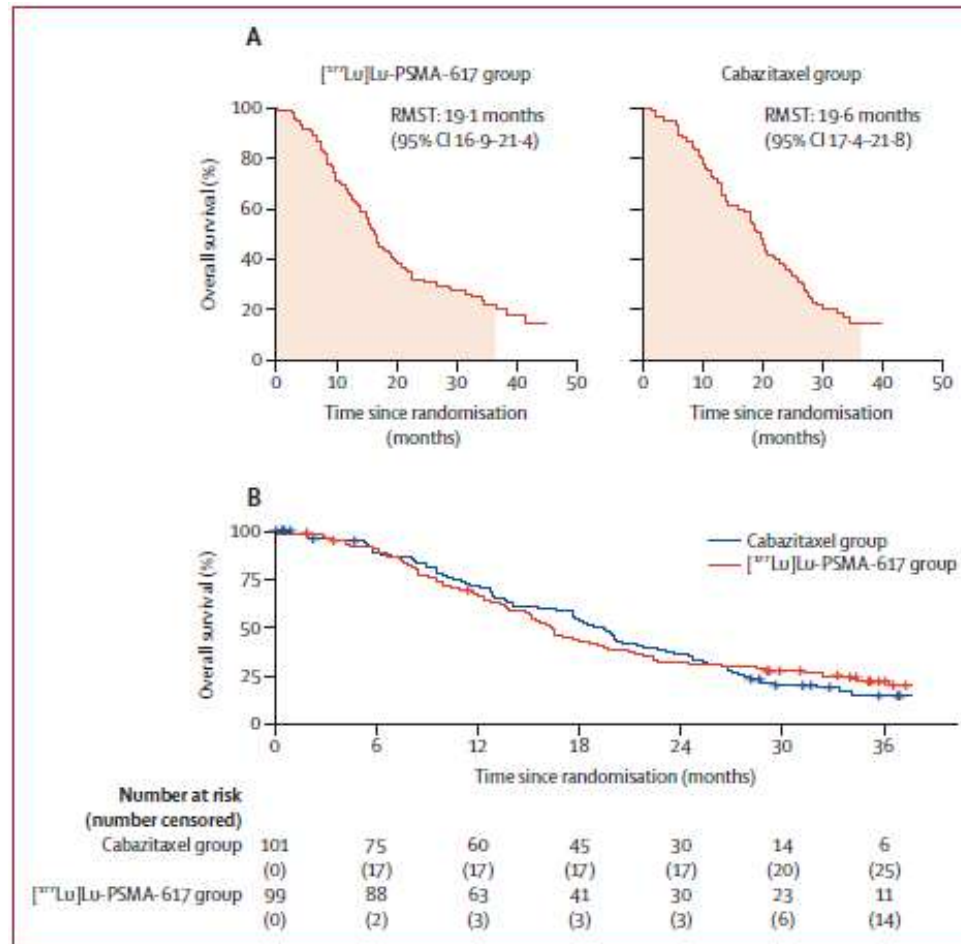 A
[¹⁷⁷Lu]Lu-PSMA-617 group
RMST: 19·1 months
(95% CI 16·9–21·4)
Overall survival (%)
100
80
60
40
20
0
0 10 20 30 40 50
Time since randomisation
(months)
Cabazitaxel group
RMST: 19·6 months
(95% CI 17·4–21·8)
0 10 20 30 40 50
Time since randomisation
(months)
B
Cabazitaxel group
[¹⁷⁷Lu]Lu-PSMA-617 group
Overall survival (%)
100
75
50
25
0
0 6 12 18 24 30 36
Time since randomisation (months)
Number at risk
(number censored)
Cabazitaxel group 101 75 60 45 30 14 6
(0) (17) (17) (17) (17) (20) (25)
[¹⁷⁷Lu]Lu-PSMA-617 group 99 88 63 41 30 23 11
(0) (2) (3) (3) (3) (6) (14)